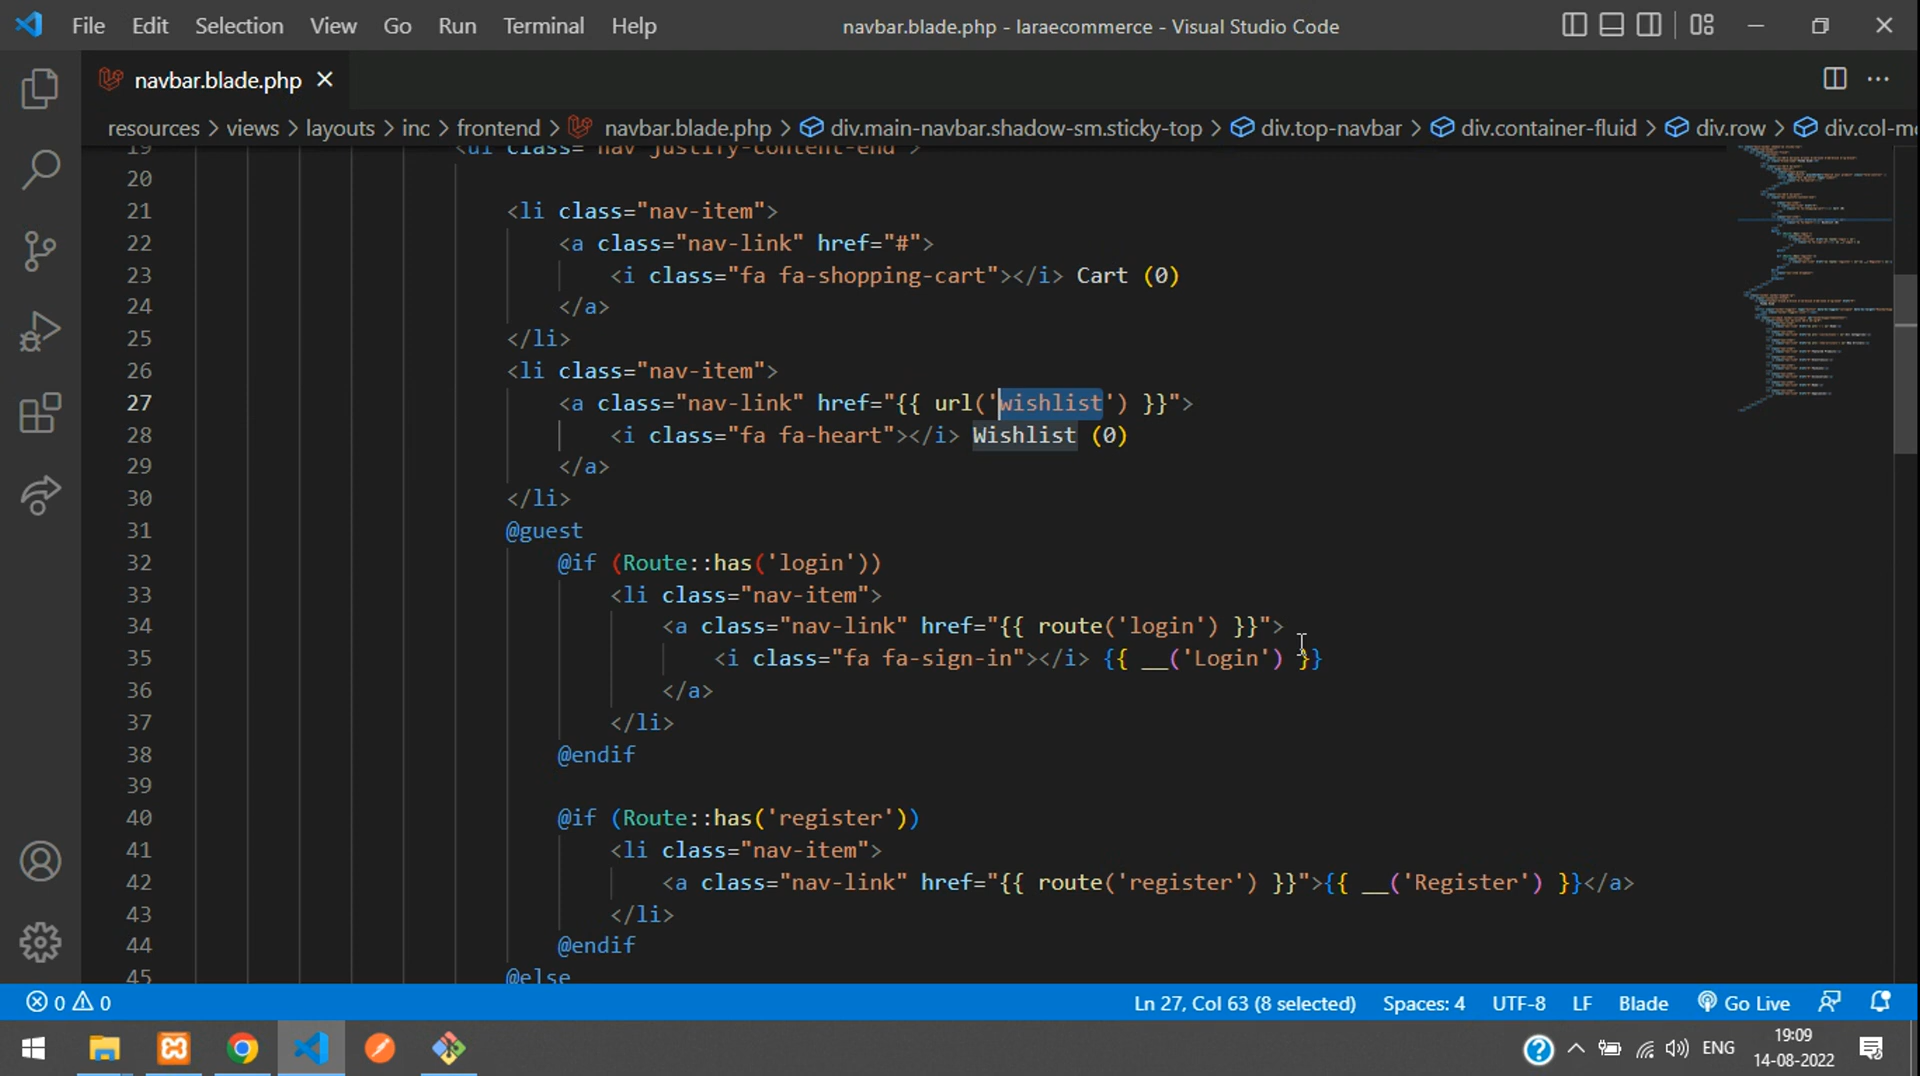 File Edit Selection View Go Run Terminal Help navbar.blade.php - laraecommerce - Visual Studio Code
navbar.blade.php
resources > views > layouts > inc > frontend > navbar.blade.php > div.main-navbar.shadow-sm.sticky-top > div.top-navbar > div.container-fluid > div.row > div.col-m
19 <ul class="nav justify-content-end">
20
21 <li class="nav-item">
22 <a class="nav-link" href="#">
23 <i class="fa fa-shopping-cart"></i> Cart (0)
24 </a>
25 </li>
26 <li class="nav-item">
27 <a class="nav-link" href="{{ url('wishlist') }}">
28 <i class="fa fa-heart"></i> Wishlist (0)
29 </a>
30 </li>
31 @guest
32 @if (Route::has('login'))
33 <li class="nav-item">
34 <a class="nav-link" href="{{ route('login') }}">
35 <i class="fa fa-sign-in"></i> {{ __('Login') }}
36 </a>
37 </li>
38 @endif
39
40 @if (Route::has('register'))
41 <li class="nav-item">
42 <a class="nav-link" href="{{ route('register') }}">{{ __('Register') }}</a>
43 </li>
44 @endif
45 @else
0 0 Ln 27, Col 63 (8 selected) Spaces: 4 UTF-8 LF Blade Go Live
ENG 19:09
14-08-2022